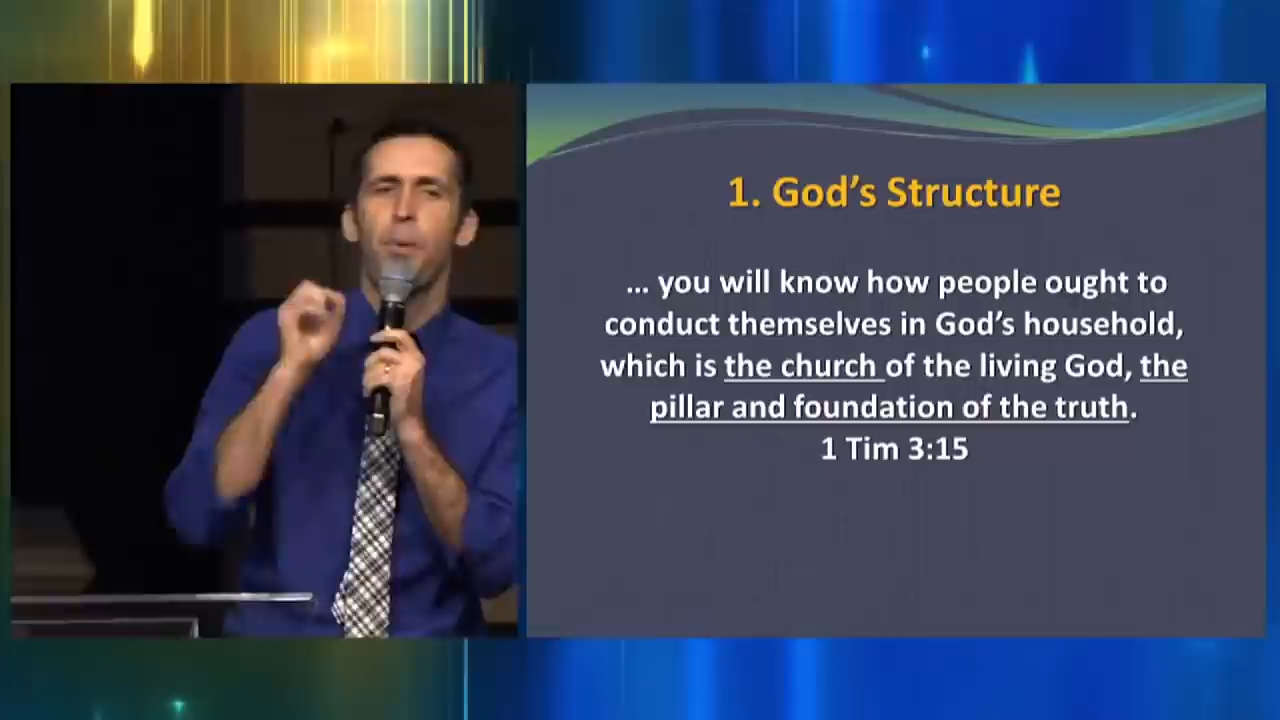 1. God’s Structure
… you will know how people ought to
conduct themselves in God’s household,
which is the church of the living God, the
pillar and foundation of the truth.
1 Tim 3:15